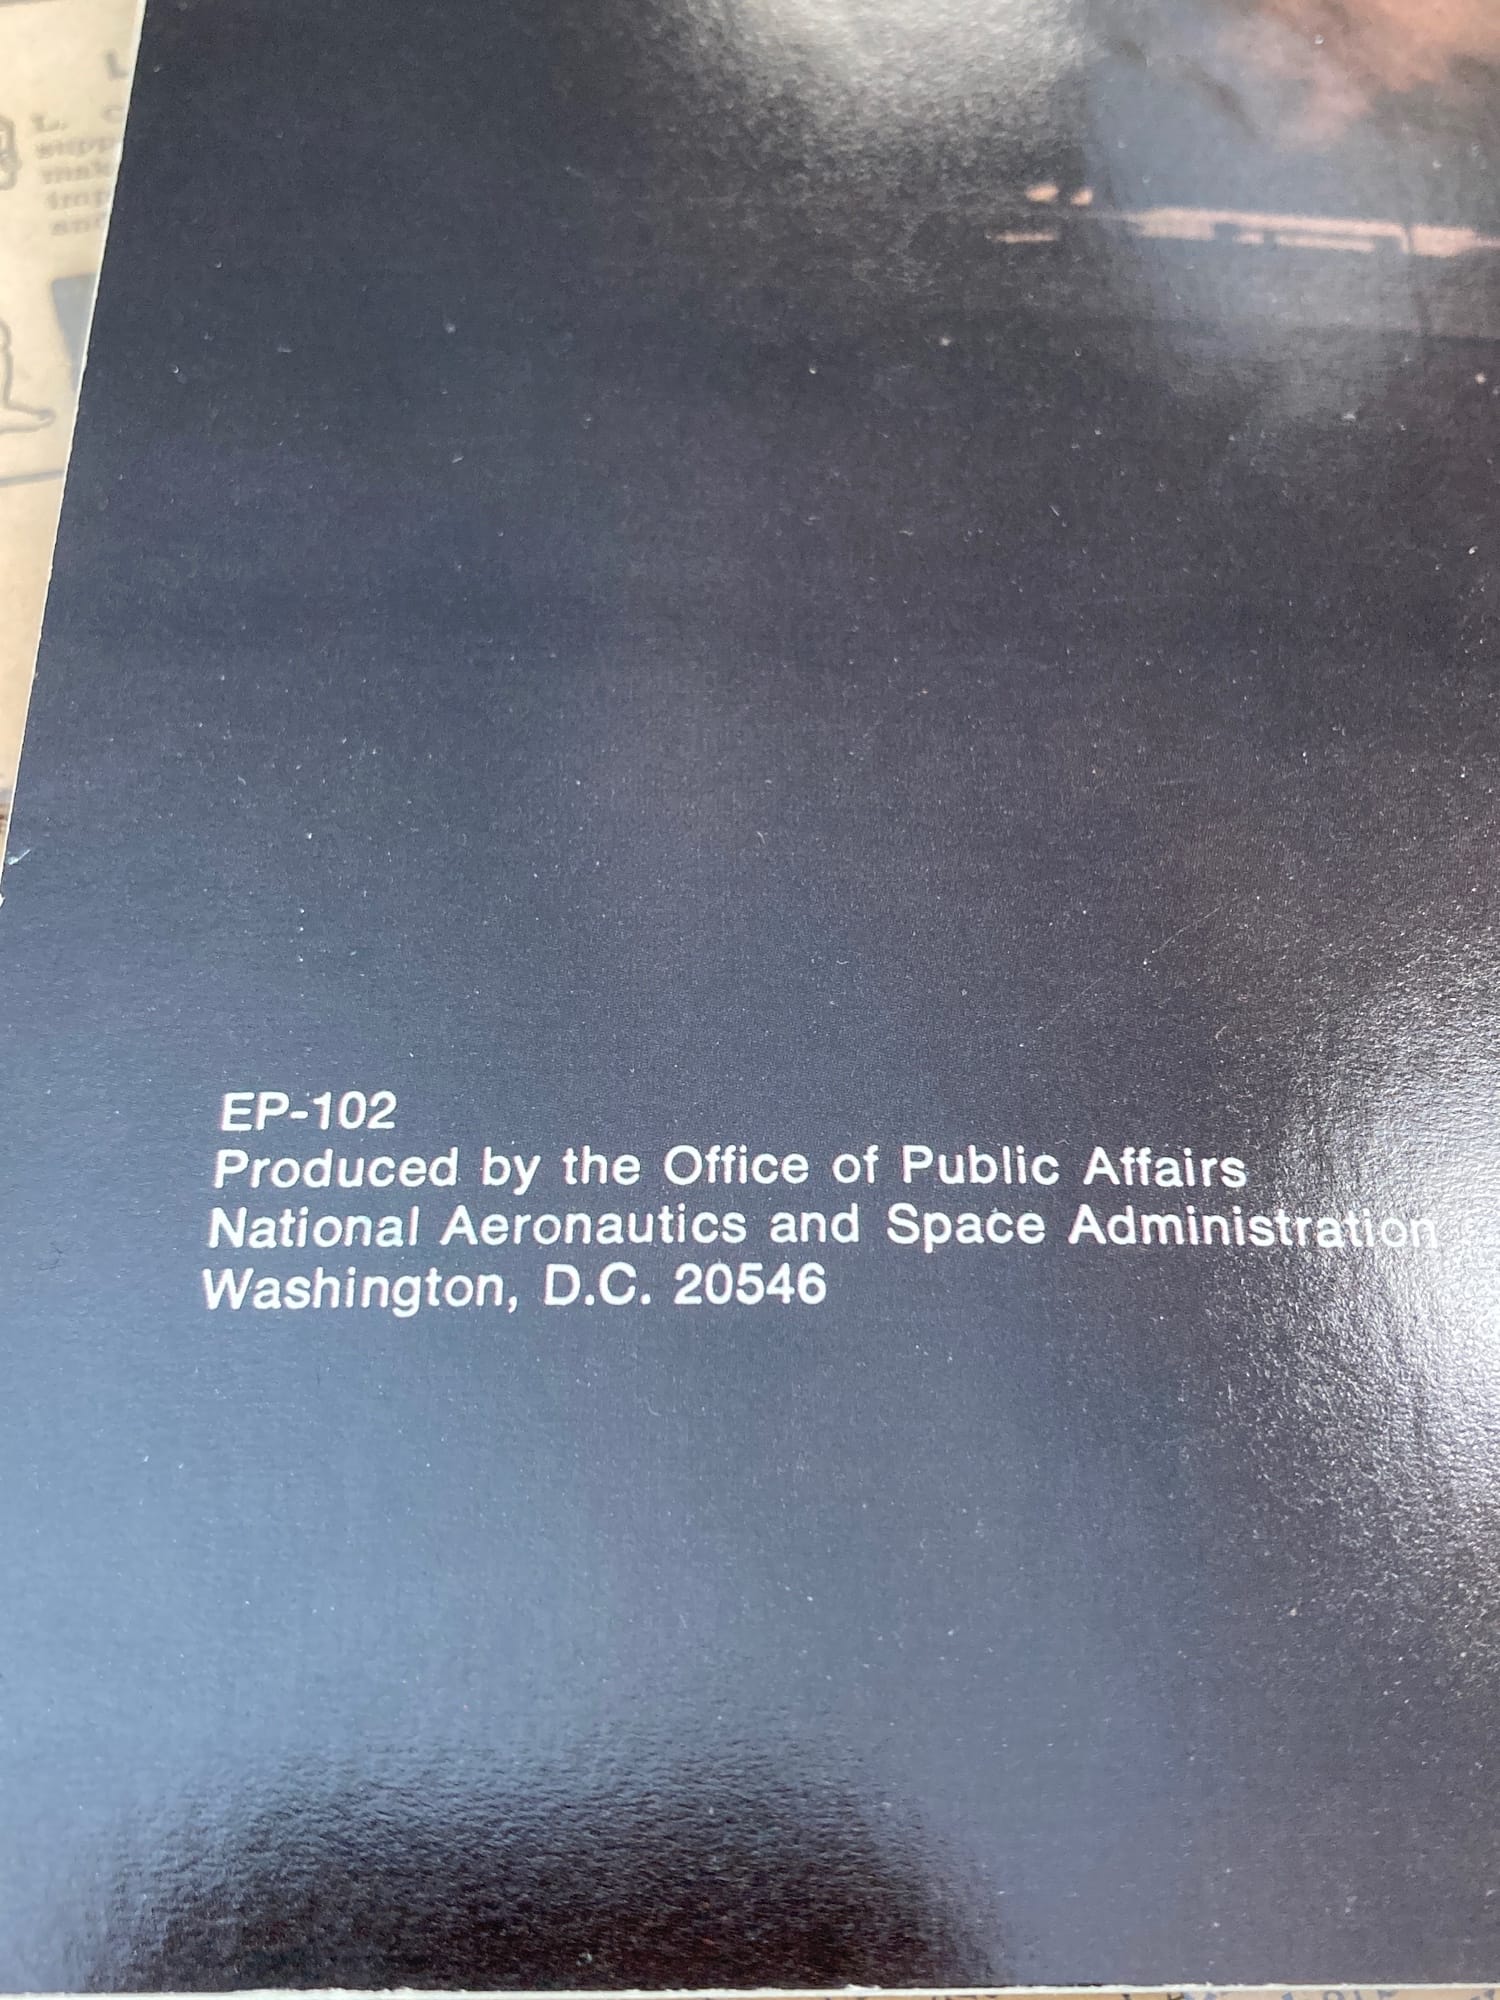 EP-102
Produced by the Office of Public Affairs
National Aeronautics and Space Administration
Washington, D.C. 20546